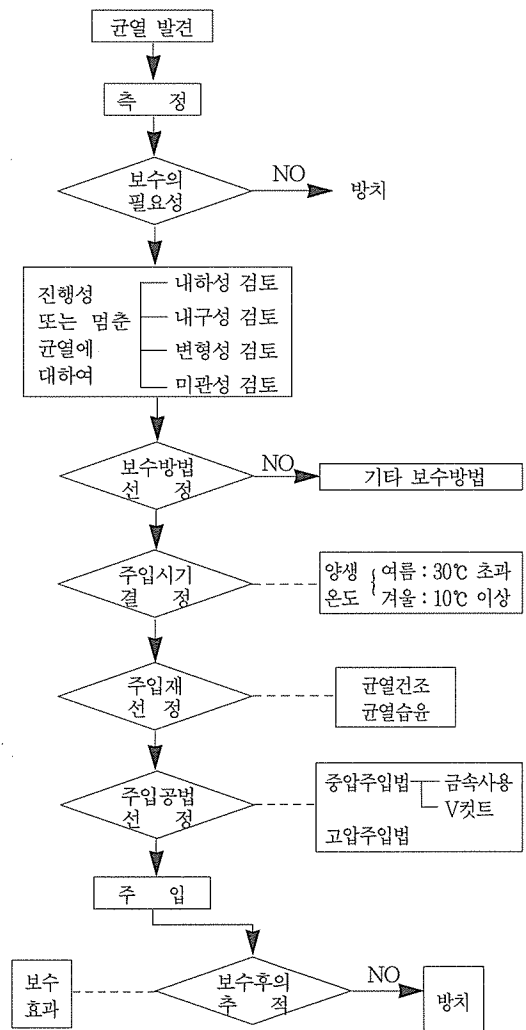 균열 발견
측 정
보수의
필요성
NO
방치
진행성
또는 멈춘
균열에
대하여
내하성 검토
내구성 검토
변형성 검토
미관성 검토
보수방법
선 정
NO
기타 보수방법
주입시기
결 정
양생 { 여름 : 30℃ 초과
온도 겨울 : 10℃ 이상
주입재
선 정
균열건조
균열습윤
주입공법
선 정
중압주입법 금속사용
V컷트
고압주입법
주 입
보수
효과
보수후의
추 적
NO
방치